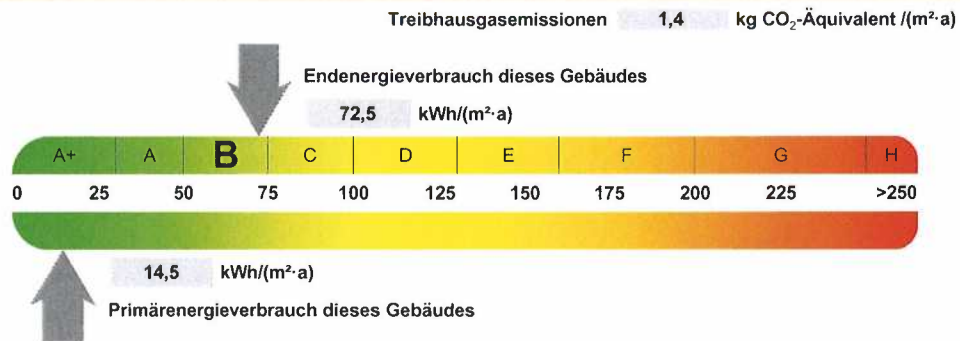 Treibhausgasemissionen 1,4 kg CO₂-Äquivalent /(m²·a)
Endenergieverbrauch dieses Gebäudes
72,5 kWh/(m²·a)
A+ A B C D E F G H
0 25 50 75 100 125 150 175 200 225 >250
14,5 kWh/(m²·a)
Primärenergieverbrauch dieses Gebäudes